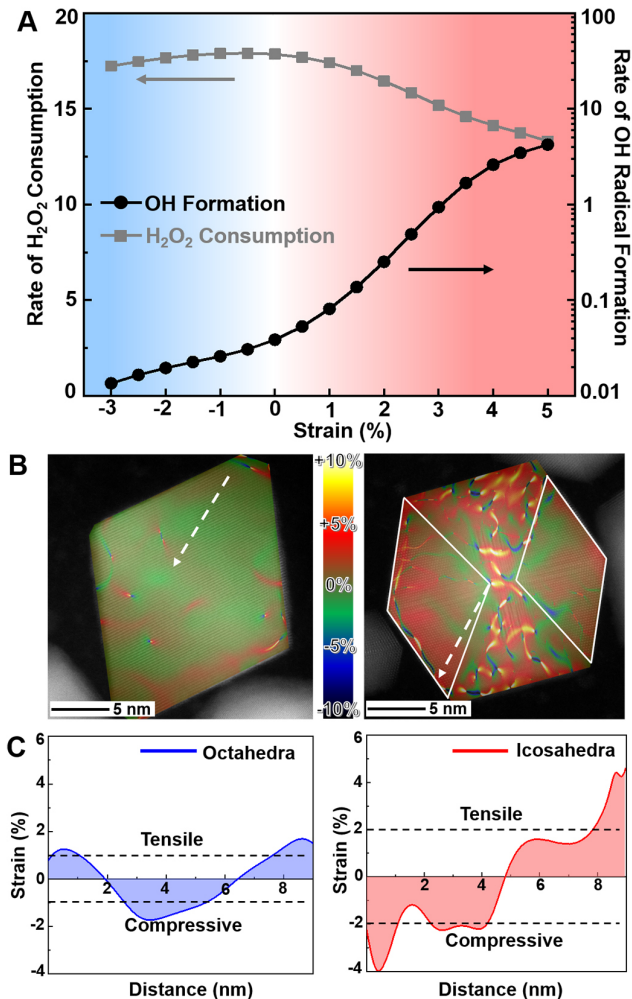 A
20
15
10
5
0
Rate of H₂O₂ Consumption
OH Formation
H₂O₂ Consumption
100
10
1
0.1
0.01
Rate of OH Radical Formation
-3 -2 -1 0 1 2 3 4 5
Strain (%)
B
+10%
+5%
0%
-5%
-10%
5 nm
5 nm
C
6
4
2
0
-2
-4
Strain (%)
Octahedra
Tensile
2 4 6 8
Compressive
Distance (nm)
6
4
2
0
-2
-4
Strain (%)
Icosahedra
Tensile
2 4 6 8
Compressive
Distance (nm)